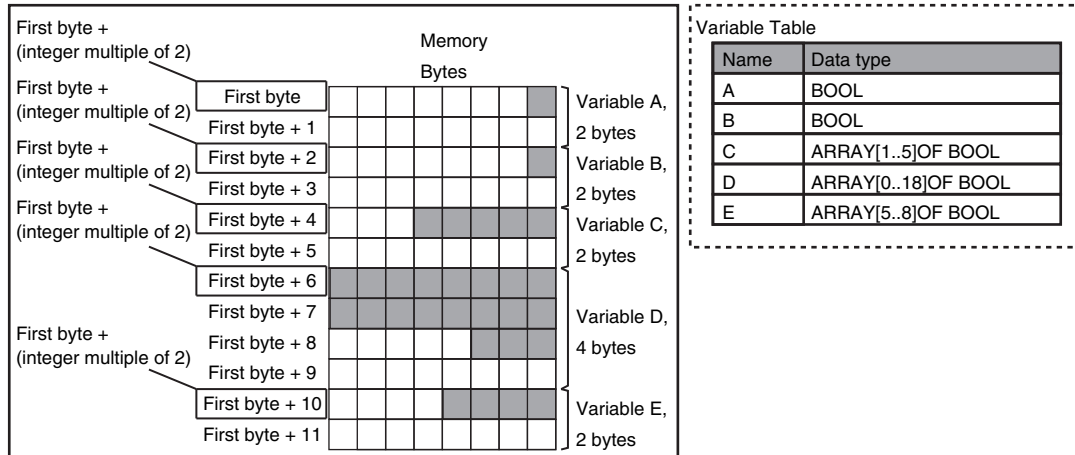 First byte +
(integer multiple of 2)
First byte +
(integer multiple of 2)
First byte +
(integer multiple of 2)
First byte +
(integer multiple of 2)
First byte +
(integer multiple of 2)
Memory
Bytes
First byte
First byte + 1
First byte + 2
First byte + 3
First byte + 4
First byte + 5
First byte + 6
First byte + 7
First byte + 8
First byte + 9
First byte + 10
First byte + 11
Variable A,
2 bytes
Variable B,
2 bytes
Variable C,
2 bytes
Variable D,
4 bytes
Variable E,
2 bytes
Variable Table
Name Data type
A BOOL
B BOOL
C ARRAY[1..5]OF BOOL
D ARRAY[0..18]OF BOOL
E ARRAY[5..8]OF BOOL